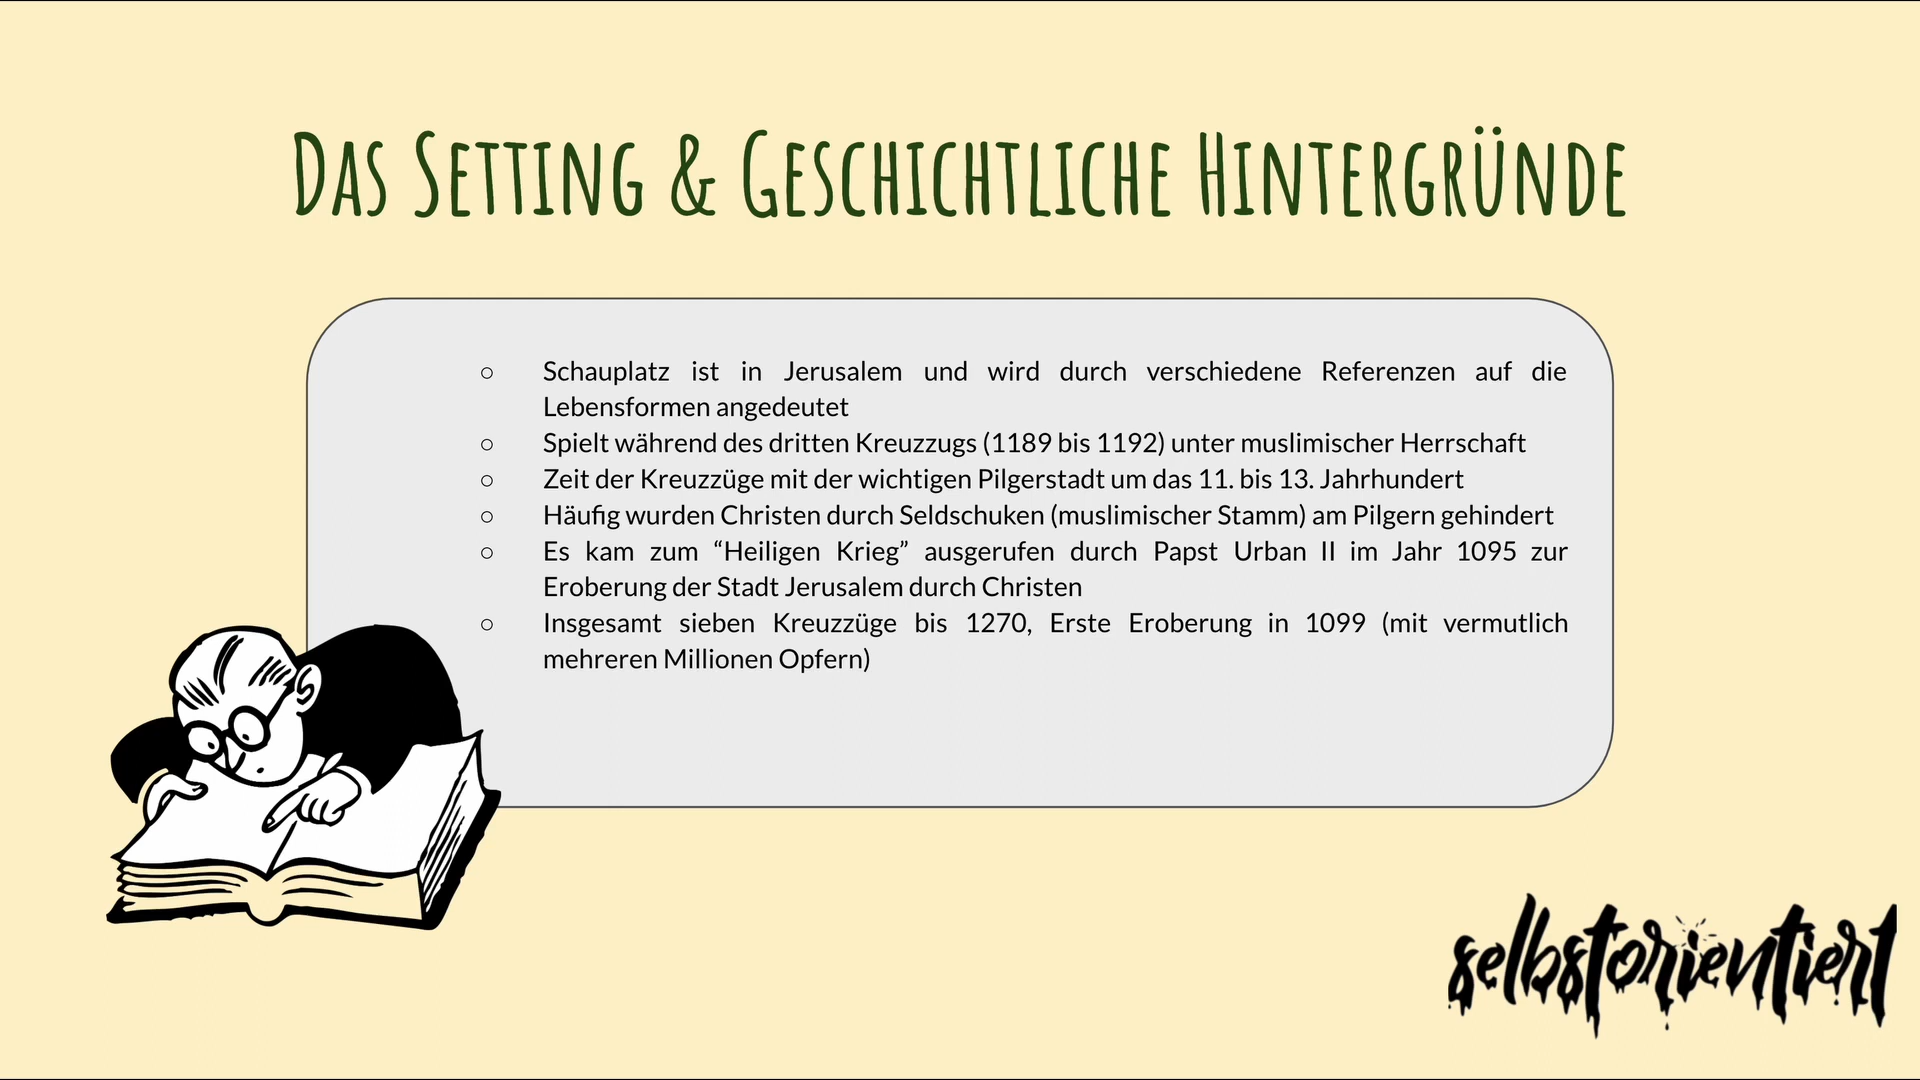 Das Setting & Geschichtliche Hintergründe
○ Schauplatz ist in Jerusalem und wird durch verschiedene Referenzen auf die
Lebensformen angedeutet
○ Spielt während des dritten Kreuzzugs (1189 bis 1192) unter muslimischer Herrschaft
○ Zeit der Kreuzzüge mit der wichtigen Pilgerstadt um das 11. bis 13. Jahrhundert
○ Häufig wurden Christen durch Seldschuken (muslimischer Stamm) am Pilgern gehindert
○ Es kam zum “Heiligen Krieg” ausgerufen durch Papst Urban II im Jahr 1095 zur
Eroberung der Stadt Jerusalem durch Christen
○ Insgesamt sieben Kreuzzüge bis 1270, Erste Eroberung in 1099 (mit vermutlich
mehreren Millionen Opfern)
selbstorientiert